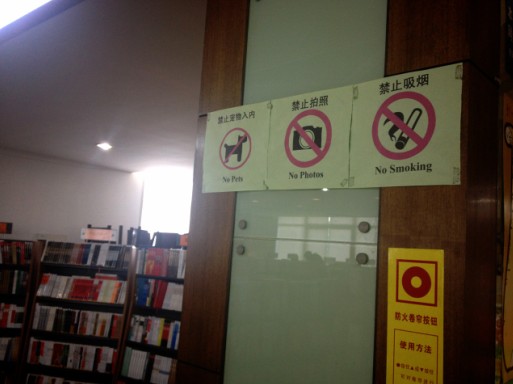 禁止宠物入内
No Pets
禁止拍照
No Photos
禁止吸烟
No Smoking
防火卷帘按钮
使用方法